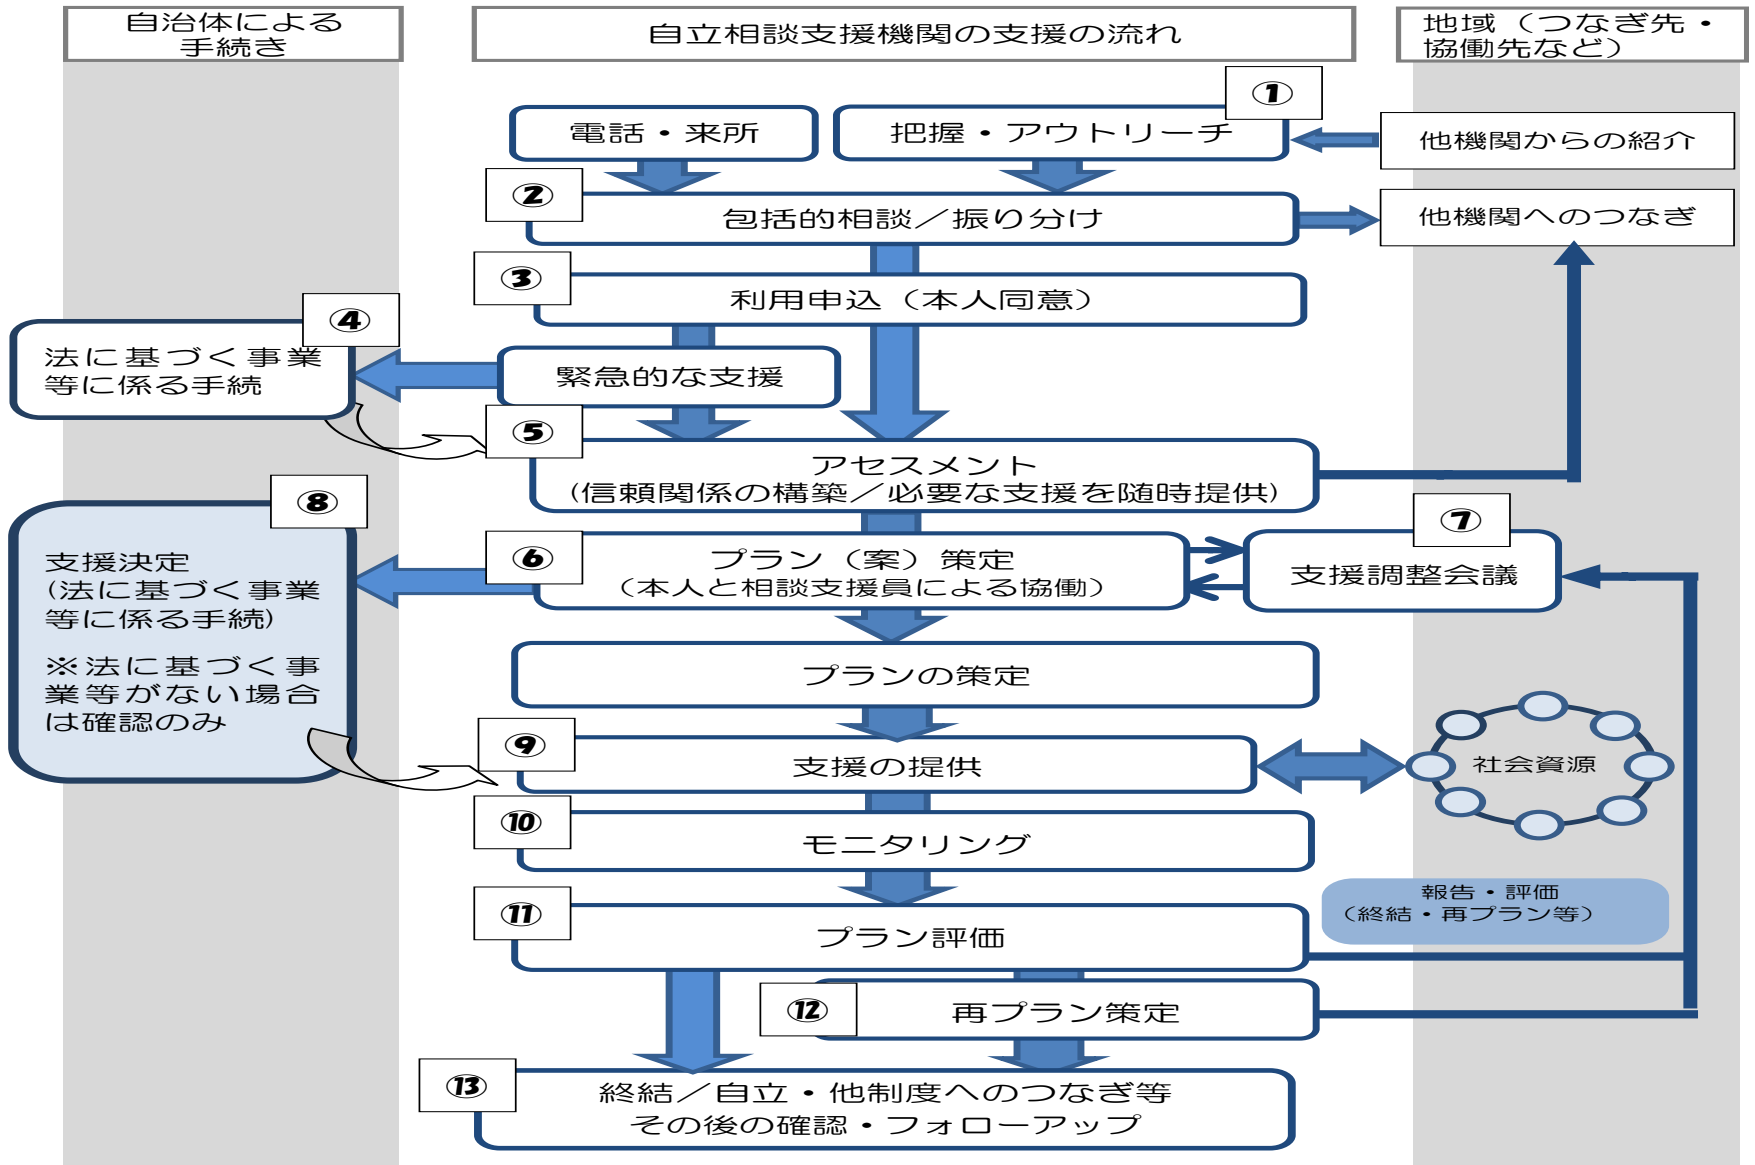 自治体による
手続き
自立相談支援機関の支援の流れ
地域（つなぎ先・
協働先など）
①
電話・来所
把握・アウトリーチ
他機関からの紹介
②
包括的相談／振り分け
他機関へのつなぎ
③
利用申込（本人同意）
④
法に基づく事業
等に係る手続
緊急的な支援
⑤
アセスメント
(信頼関係の構築／必要な支援を随時提供)
⑧
支援決定
(法に基づく事業
等に係る手続)
※法に基づく事
業等がない場合
は確認のみ
⑥
プラン（案）策定
（本人と相談支援員による協働）
⑦
支援調整会議
プランの策定
⑨
支援の提供
社会資源
⑩
モニタリング
報告・評価
（終結・再プラン等）
⑪
プラン評価
⑫
再プラン策定
⑬
終結／自立・他制度へのつなぎ等
その後の確認・フォローアップ